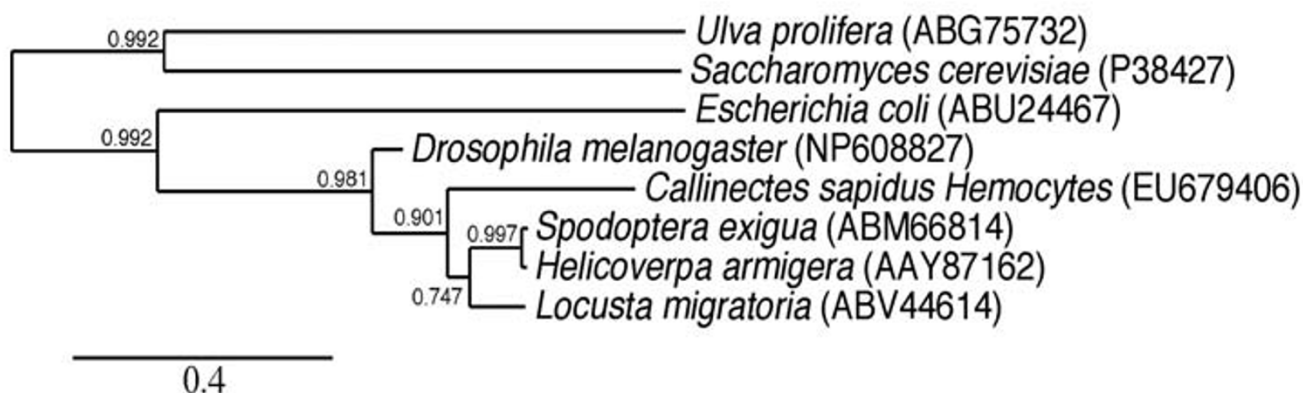 0.992 Ulva prolifera (ABG75732)
Saccharomyces cerevisiae (P38427)
0.992 Escherichia coli (ABU24467)
0.981 Drosophila melanogaster (NP608827)
0.901 Callinectes sapidus Hemocytes (EU679406)
0.997 Spodoptera exigua (ABM66814)
Helicoverpa armigera (AAY87162)
0.747 Locusta migratoria (ABV44614)
0.4